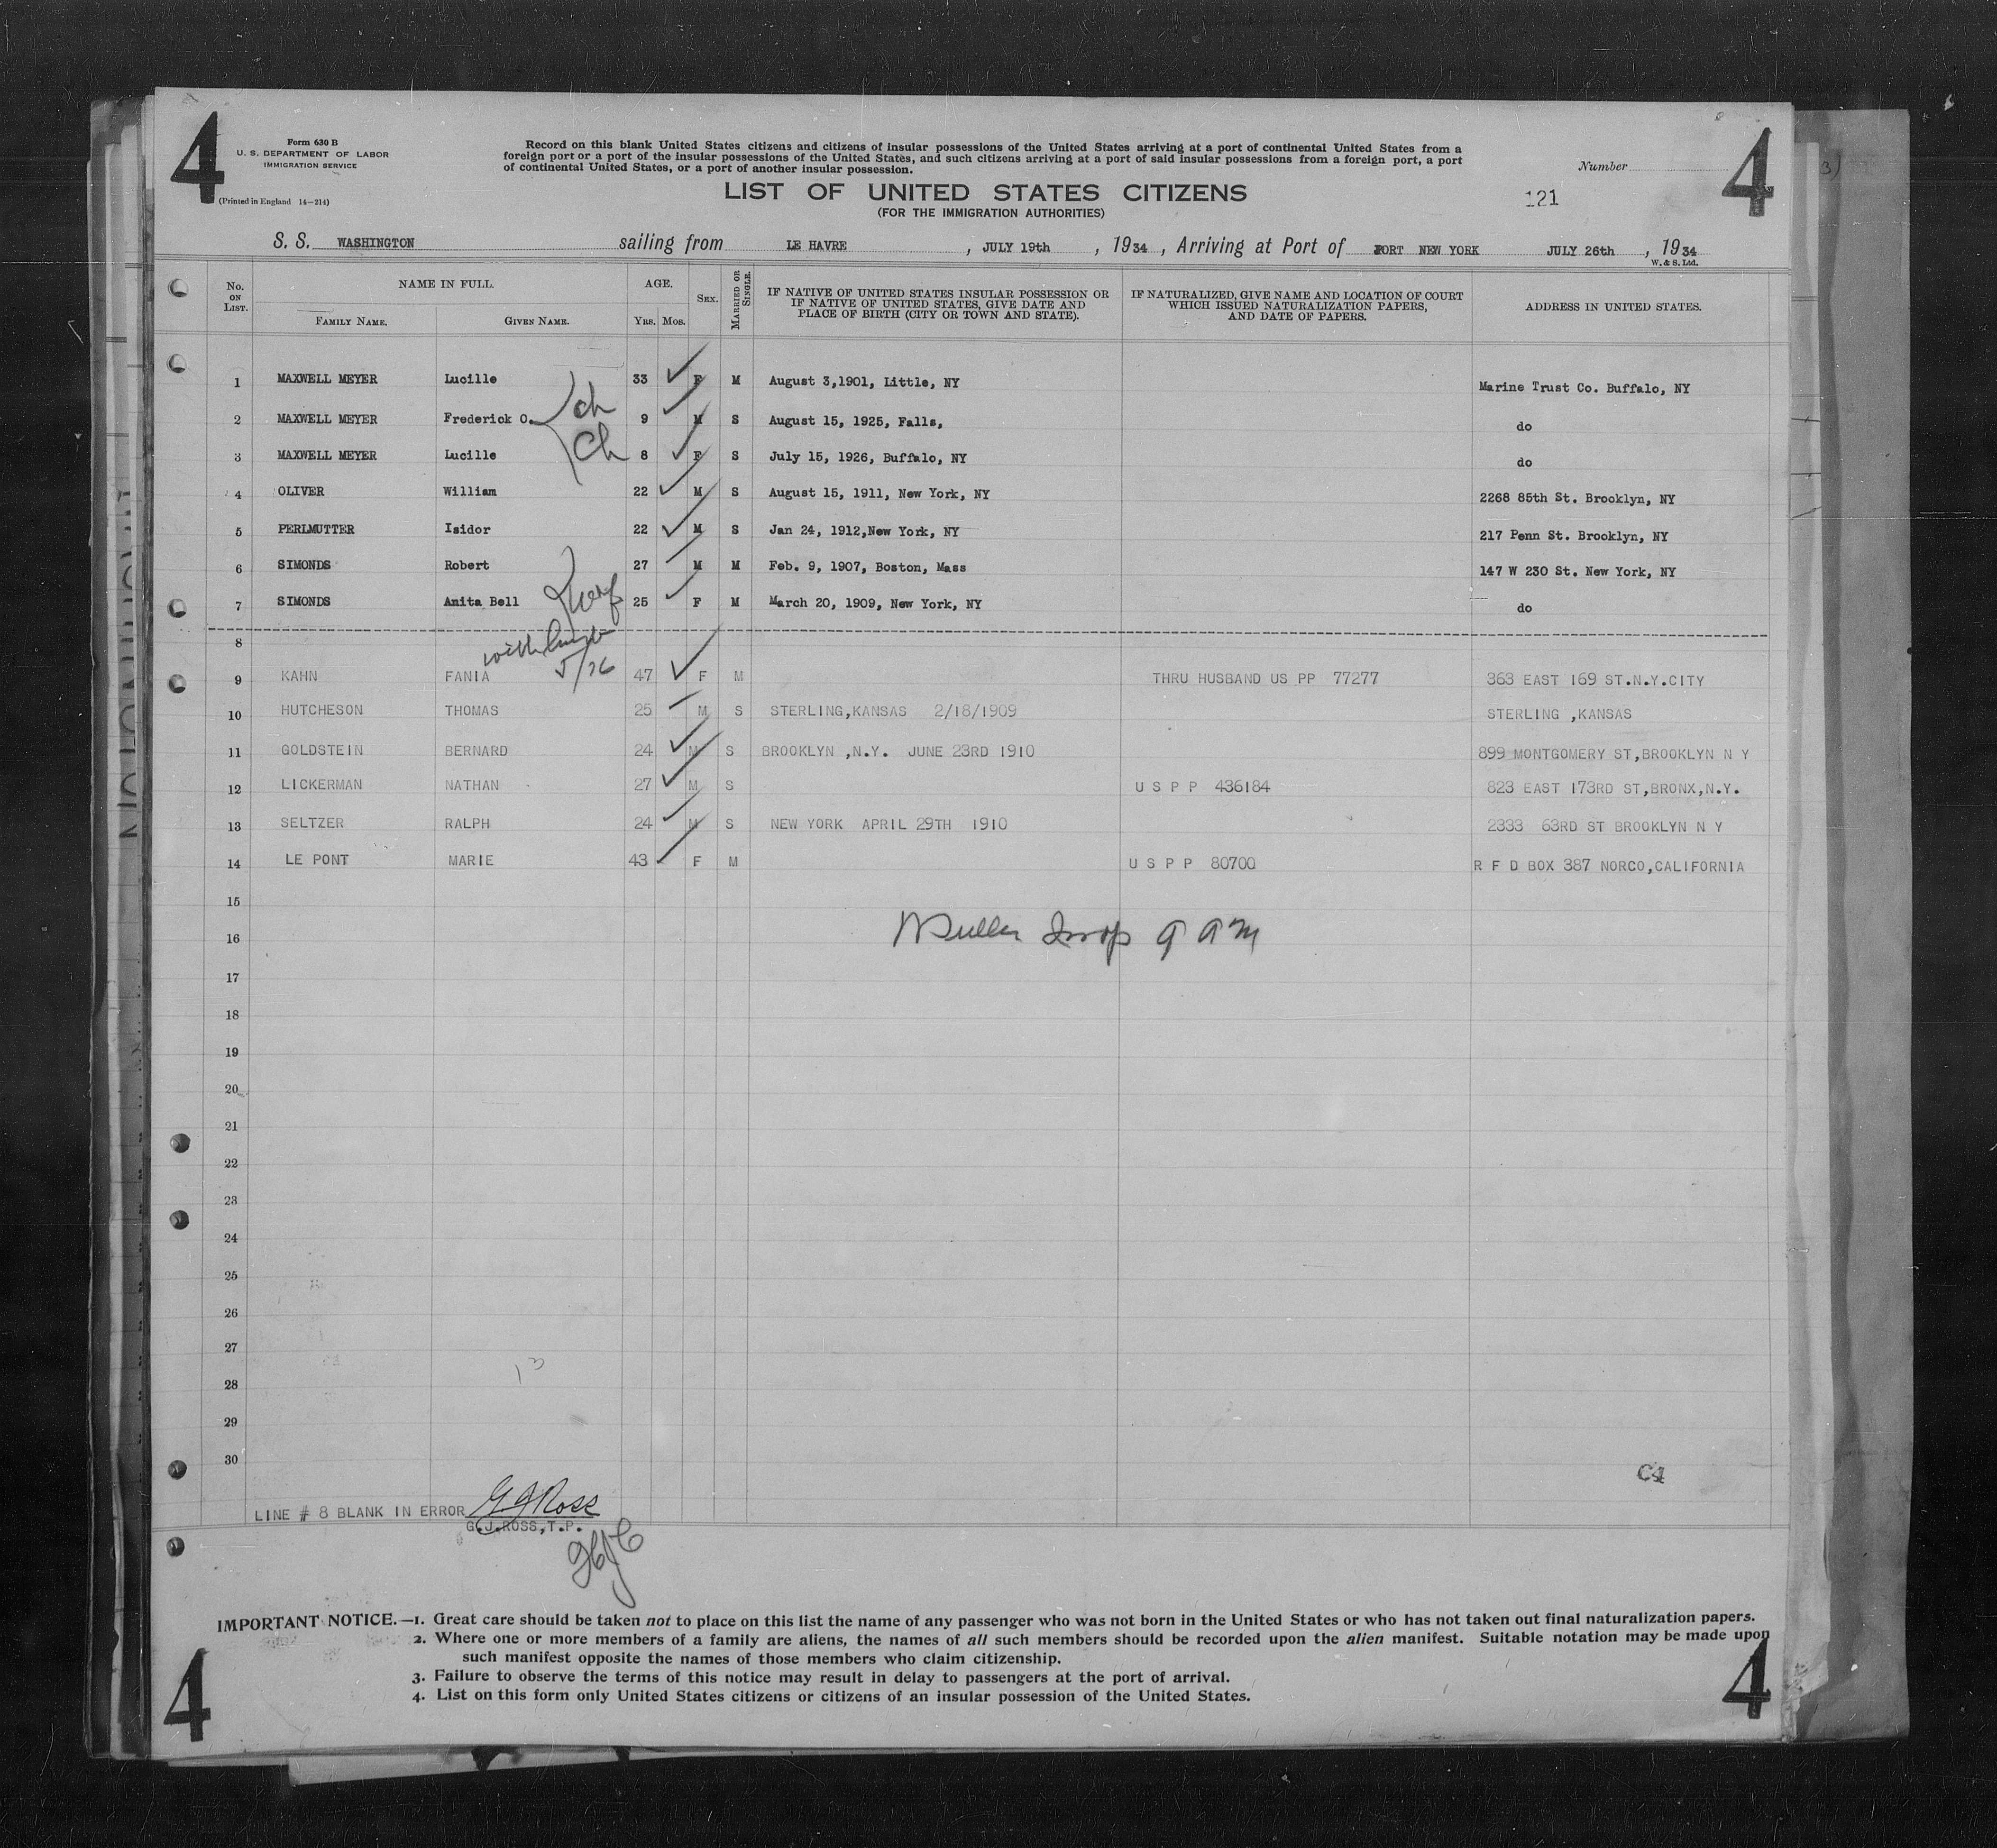 4 Form 630 B 4
U. S. DEPARTMENT OF LABOR
IMMIGRATION SERVICE
(Printed in England 14—214)
Record on this blank United States citizens and citizens of insular possessions of the United States arriving at a port of continental United States from a
foreign port or a port of the insular possessions of the United States, and such citizens arriving at a port of said insular possessions from a foreign port, a port
of continental United States, or a port of another insular possession.
Number
LIST OF UNITED STATES CITIZENS
121
(FOR THE IMMIGRATION AUTHORITIES)
S. S. WASHINGTON sailing from LE HAVRE, JULY 19th, 1934, Arriving at Port of PORT NEW YORK JULY 26th, 1934
W. & S. Ltd.
No. ON LIST. NAME IN FULL. AGE. SEX. MARRIED OR SINGLE. IF NATIVE OF UNITED STATES INSULAR POSSESSION OR IF NATIVE OF UNITED STATES, GIVE DATE AND PLACE OF BIRTH (CITY OR TOWN AND STATE). IF NATURALIZED, GIVE NAME AND LOCATION OF COURT WHICH ISSUED NATURALIZATION PAPERS, AND DATE OF PAPERS. ADDRESS IN UNITED STATES.
FAMILY NAME. GIVEN NAME. YRS. MOS.
1 MAXWELL MEYER Lucille 33 F M August 3,1901, Little, NY Marine Trust Co. Buffalo, NY
2 MAXWELL MEYER Frederick O. ch 9 M S August 15, 1925, Falls, do
3 MAXWELL MEYER Lucille Ch 8 F S July 15, 1926, Buffalo, NY do
4 OLIVER William 22 M S August 15, 1911, New York, NY 2268 85th St. Brooklyn, NY
5 PERLMUTTER Isidor 22 M S Jan 24, 1912,New York, NY 217 Penn St. Brooklyn, NY
6 SIMONDS Robert 27 M M Feb. 9, 1907, Boston, Mass 147 W 230 St. New York, NY
7 SIMONDS Anita Bell 25 F M March 20, 1909, New York, NY do
8
9 KAHN FANIA 47 F M THRU HUSBAND US PP 77277 363 EAST 169 ST.N.Y.CITY
10 HUTCHESON THOMAS 25 M S STERLING,KANSAS 2/18/1909 STERLING ,KANSAS
11 GOLDSTEIN BERNARD 24 M S BROOKLYN ,N.Y. JUNE 23RD 1910 899 MONTGOMERY ST,BROOKLYN N Y
12 LICKERMAN NATHAN 27 M S U S P P 436184 823 EAST 173RD ST,BRONX,N.Y.
13 SELTZER RALPH 24 M S NEW YORK APRIL 29TH 1910 2333 63RD ST BROOKLYN N Y
14 LE PONT MARIE 43 F M U S P P 80700 R F D BOX 387 NORCO,CALIFORNIA
15
16
17
18
19
20
21
22
23
24
25
26
27
13
28
29
30
C4
LINE # 8 BLANK IN ERROR G J Ross
G.J.ROSS,T.P.
IMPORTANT NOTICE.—1. Great care should be taken not to place on this list the name of any passenger who was not born in the United States or who has not taken out final naturalization papers.
2. Where one or more members of a family are aliens, the names of all such members should be recorded upon the alien manifest. Suitable notation may be made upon
such manifest opposite the names of those members who claim citizenship.
3. Failure to observe the terms of this notice may result in delay to passengers at the port of arrival.
4. List on this form only United States citizens or citizens of an insular possession of the United States.
4 4